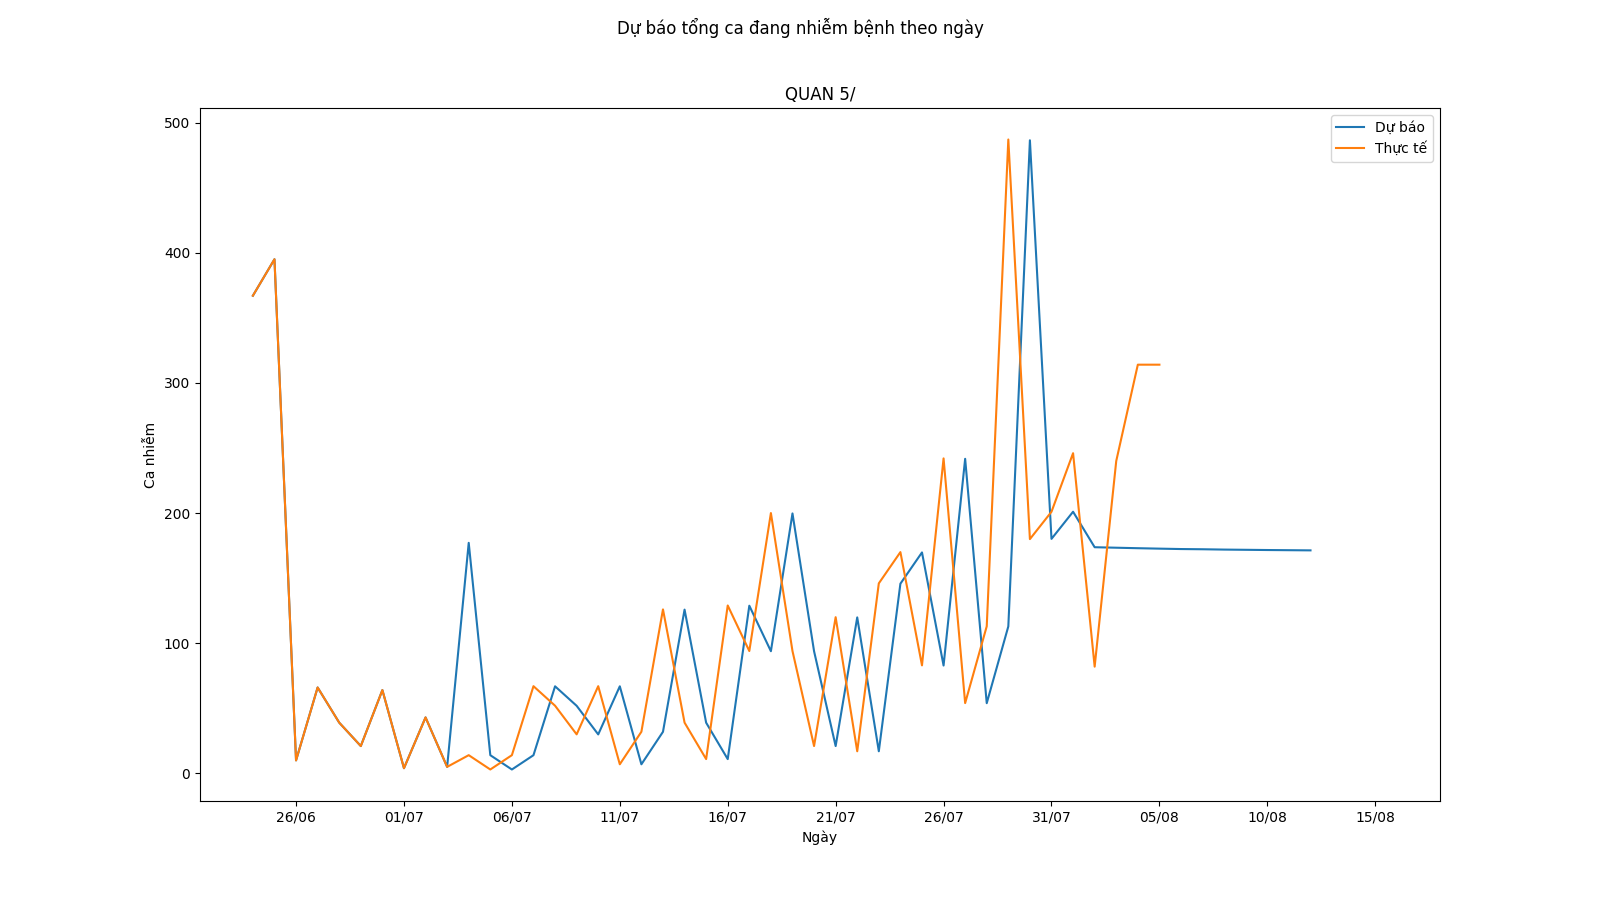 Dự báo tổng ca đang nhiễm bệnh theo ngày
QUAN 5/
Dự báo
Thực tế
500
400
300
200
100
0
Ca nhiễm
26/06 01/07 06/07 11/07 16/07 21/07 26/07 31/07 05/08 10/08 15/08
Ngày